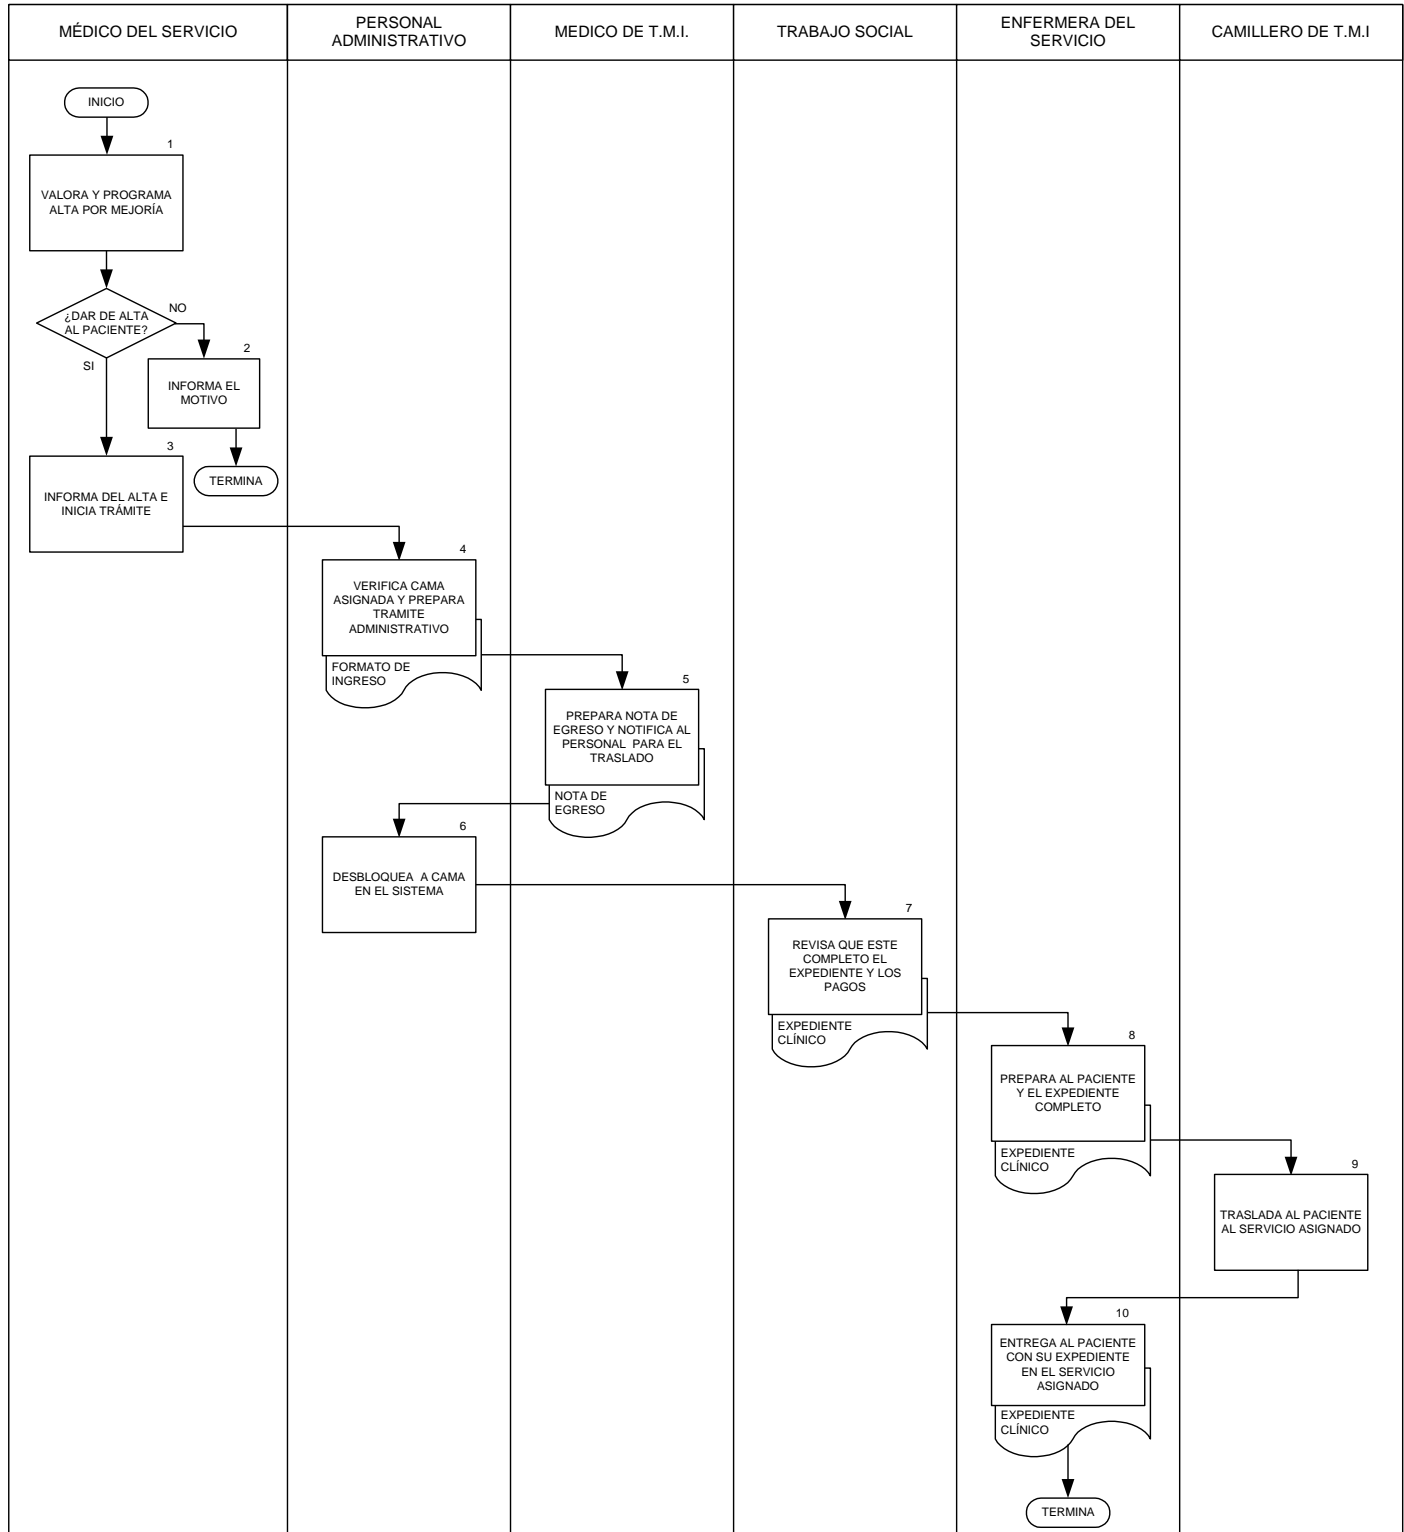 MÉDICO DEL SERVICIO
PERSONAL
ADMINISTRATIVO
MEDICO DE T.M.I.
TRABAJO SOCIAL
ENFERMERA DEL
SERVICIO
CAMILLERO DE T.M.I
INICIO
1
VALORA Y PROGRAMA
ALTA POR MEJORÍA
¿DAR DE ALTA
AL PACIENTE?
NO
SI
2
INFORMA EL
MOTIVO
TERMINA
3
INFORMA DEL ALTA E
INICIA TRÁMITE
4
VERIFICA CAMA
ASIGNADA Y PREPARA
TRAMITE
ADMINISTRATIVO
FORMATO DE
INGRESO
5
PREPARA NOTA DE
EGRESO Y NOTIFICA AL
PERSONAL PARA EL
TRASLADO
NOTA DE
EGRESO
6
DESBLOQUEA A CAMA
EN EL SISTEMA
7
REVISA QUE ESTE
COMPLETO EL
EXPEDIENTE Y LOS
PAGOS
EXPEDIENTE
CLÍNICO
8
PREPARA AL PACIENTE
Y EL EXPEDIENTE
COMPLETO
EXPEDIENTE
CLÍNICO
9
TRASLADA AL PACIENTE
AL SERVICIO ASIGNADO
10
ENTREGA AL PACIENTE
CON SU EXPEDIENTE
EN EL SERVICIO
ASIGNADO
EXPEDIENTE
CLÍNICO
TERMINA